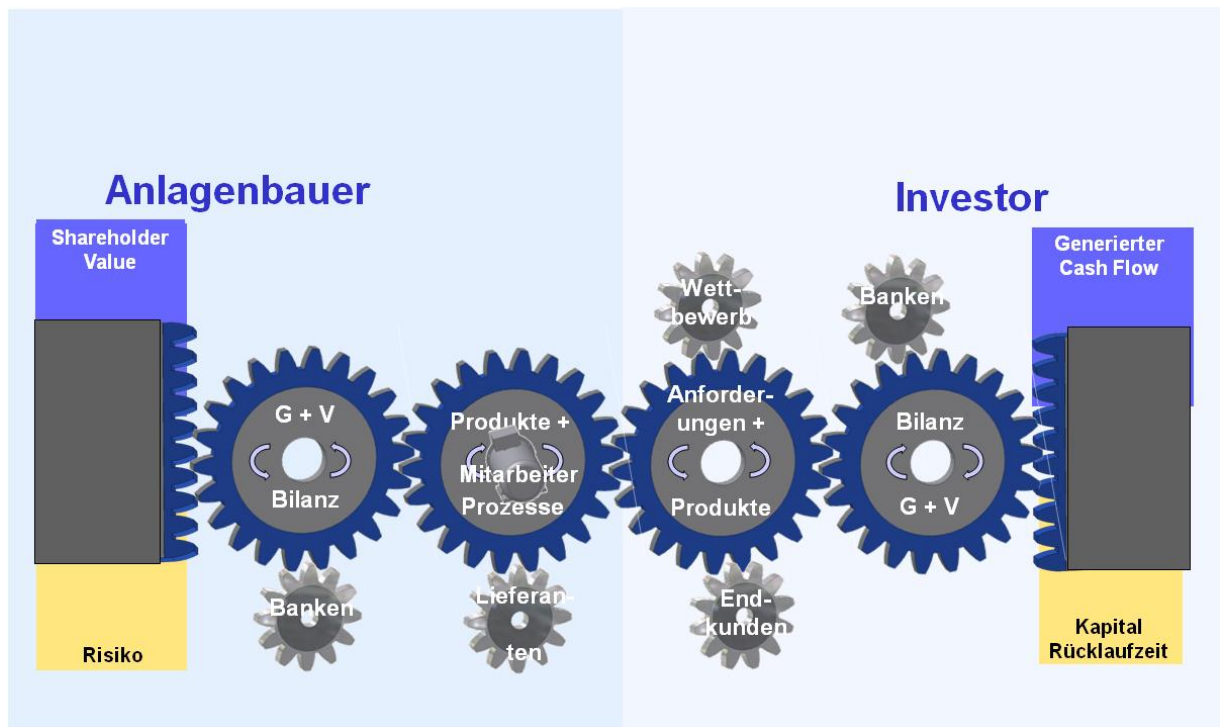 Anlagenbauer
Investor
Shareholder
Value
Generierter
Cash Flow
Wett-
bewerb
Banken
G + V
Bilanz
Produkte +
Mitarbeiter
Prozesse
Anforder-
ungen +
Produkte
Bilanz
G + V
Banken
Lieferan-
ten
End-
kunden
Risiko
Kapital
Rücklaufzeit